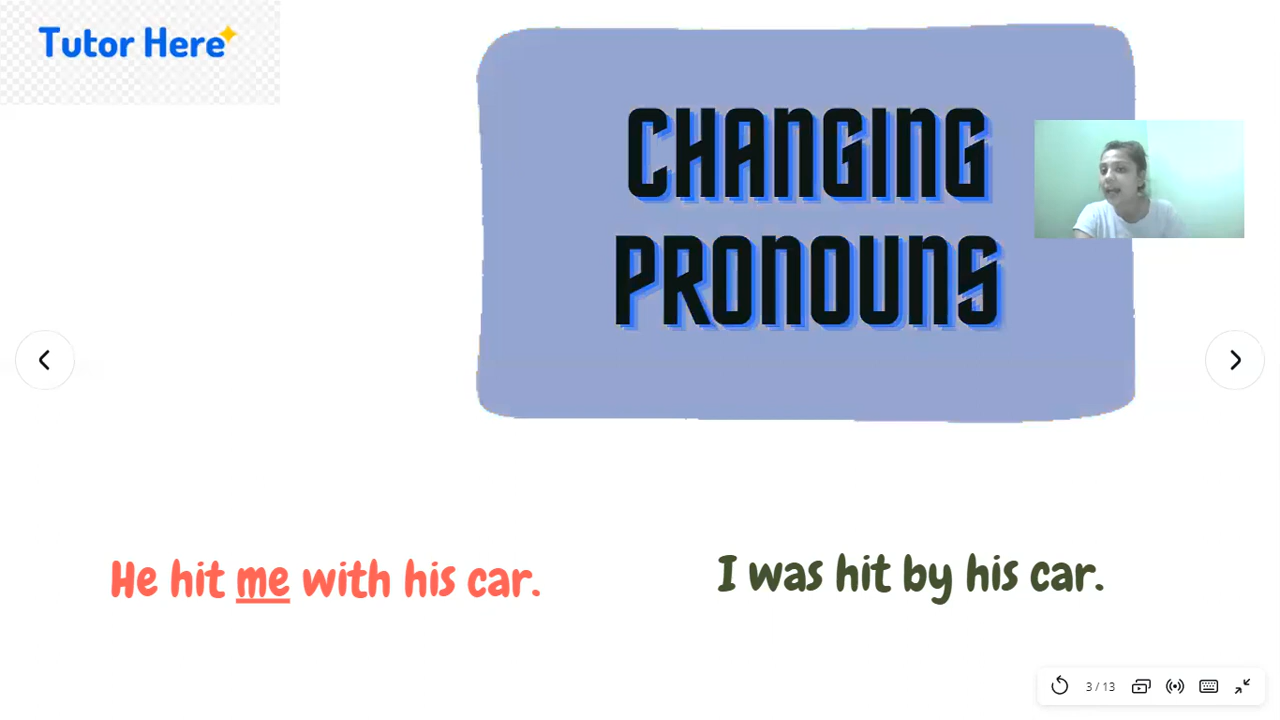 Tutor Here
CHANGING
PRONOUNS
He hit me with his car.
I was hit by his car.
3 / 13